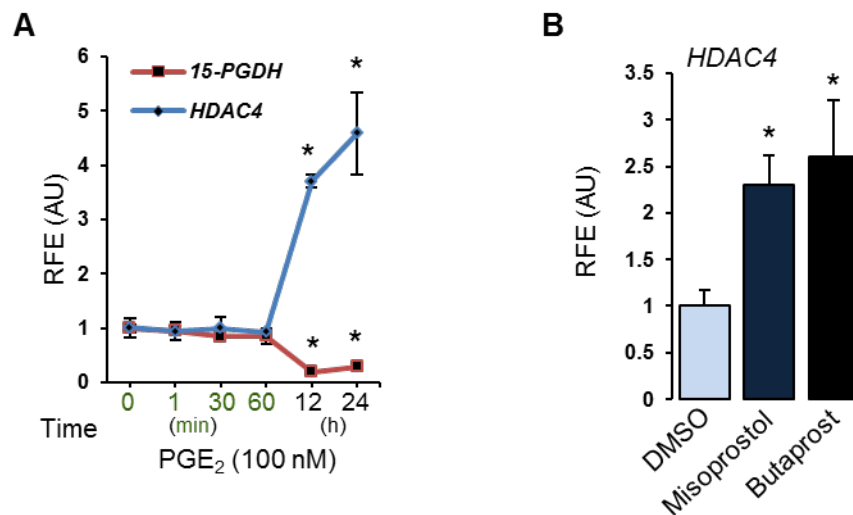 A
6
5
4
3
2
1
0
RFE (AU)
15-PGDH
HDAC4
*
*
*
*
0 1 30 60 12 24
Time (min) (h)
PGE₂ (100 nM)
B
HDAC4
3.5
3
2.5
2
1.5
1
0.5
0
RFE (AU)
*
*
DMSO
Misoprostol
Butaprost